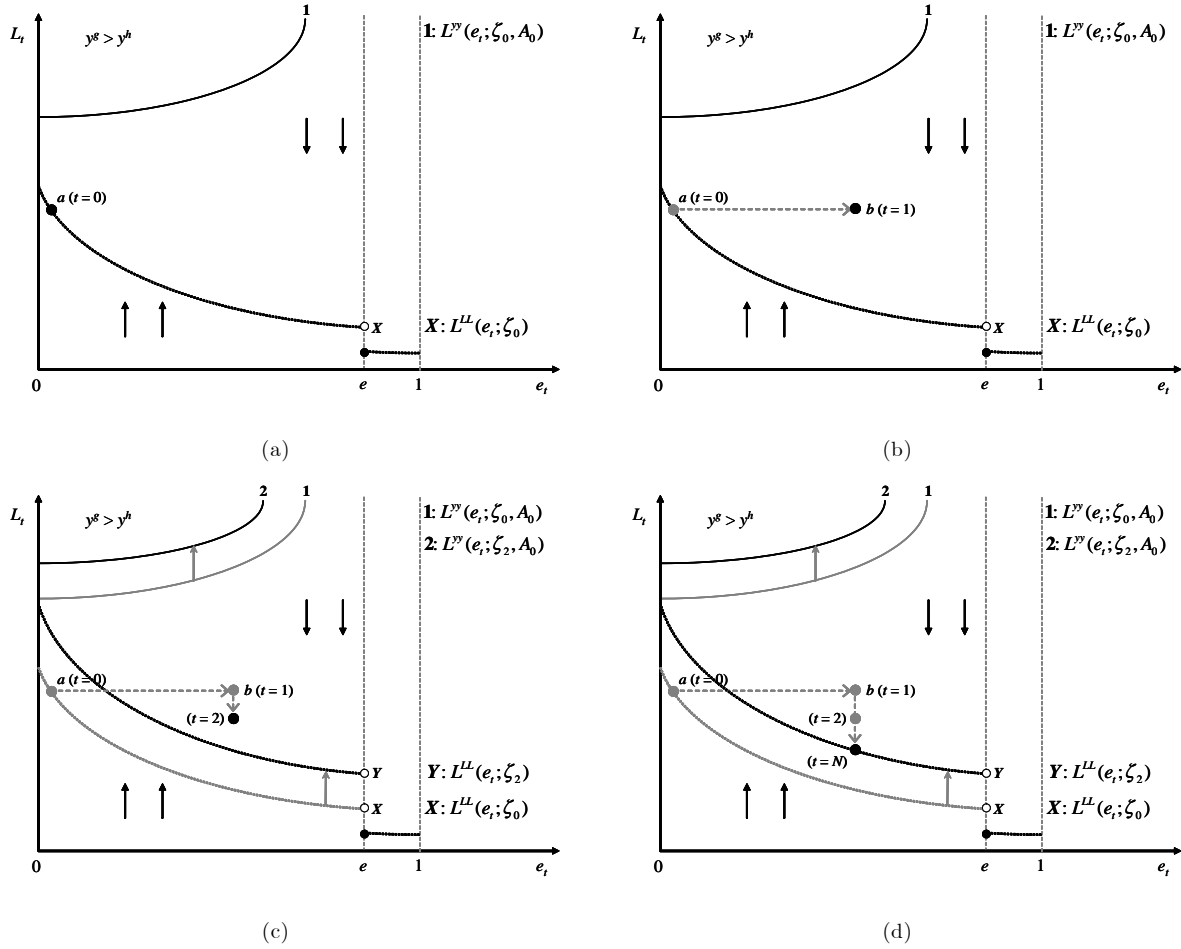 1
1
L_t
y^g > y^h
1: L^{yy}(e_t; ζ_0, A_0)
L_t
y^g > y^h
1: L^{yy}(e_t; ζ_0, A_0)
a (t = 0)
a (t = 0)
b (t = 1)
X
X: L^{LL}(e_t; ζ_0)
X
X: L^{LL}(e_t; ζ_0)
0
e
1
e_t
0
e
1
e_t
(a)
(b)
2
1
2
1
L_t
y^g > y^h
1: L^{yy}(e_t; ζ_0, A_0)
2: L^{yy}(e_t; ζ_2, A_0)
L_t
y^g > y^h
1: L^{yy}(e_t; ζ_0, A_0)
2: L^{yy}(e_t; ζ_2, A_0)
a (t = 0)
b (t = 1)
(t = 2)
a (t = 0)
b (t = 1)
(t = 2)
(t = N)
Y
Y: L^{LL}(e_t; ζ_2)
X
X: L^{LL}(e_t; ζ_0)
Y
Y: L^{LL}(e_t; ζ_2)
X
X: L^{LL}(e_t; ζ_0)
0
e
1
e_t
0
e
1
e_t
(c)
(d)